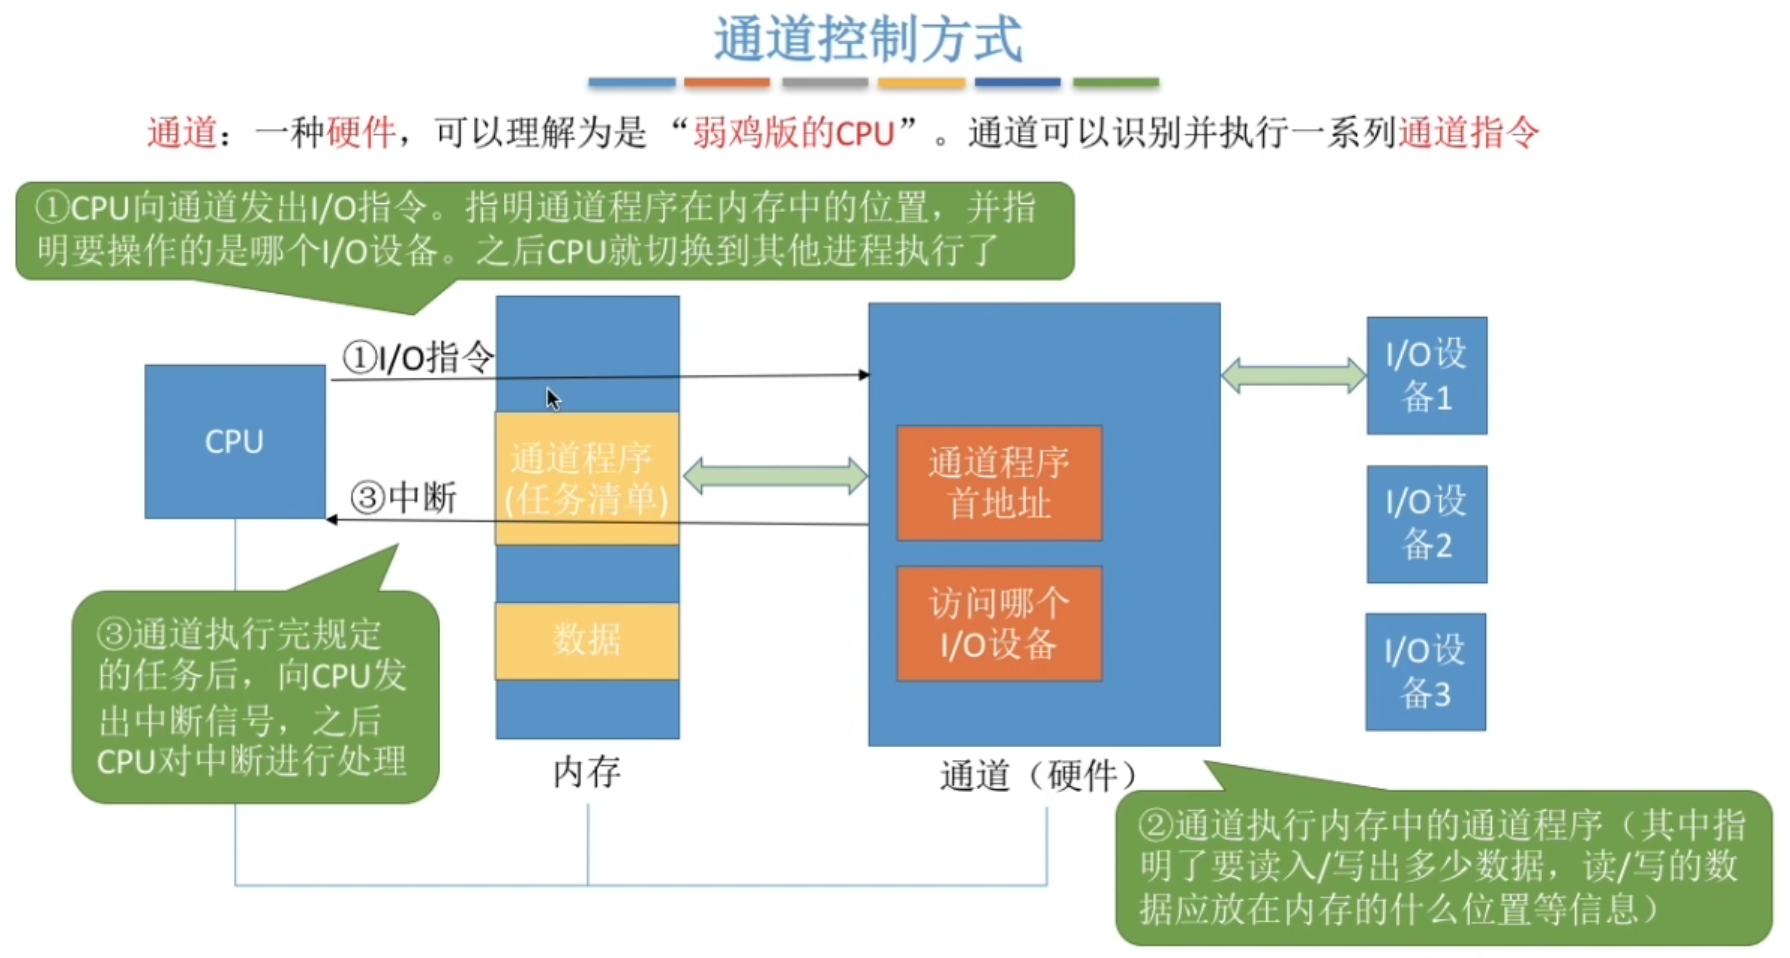 通道控制方式
通道：一种硬件，可以理解为是“弱鸡版的CPU”。通道可以识别并执行一系列通道指令
①CPU向通道发出I/O指令。指明通道程序在内存中的位置，并指
明要操作的是哪个I/O设备。之后CPU就切换到其他进程执行了
①I/O指令
CPU
③中断
通道程序
(任务清单)
数据
内存
通道程序
首地址
访问哪个
I/O设备
通道（硬件）
I/O设
备1
I/O设
备2
I/O设
备3
③通道执行完规定
的任务后，向CPU发
出中断信号，之后
CPU对中断进行处理
②通道执行内存中的通道程序（其中指
明了要读入/写出多少数据，读/写的数
据应放在内存的什么位置等信息）